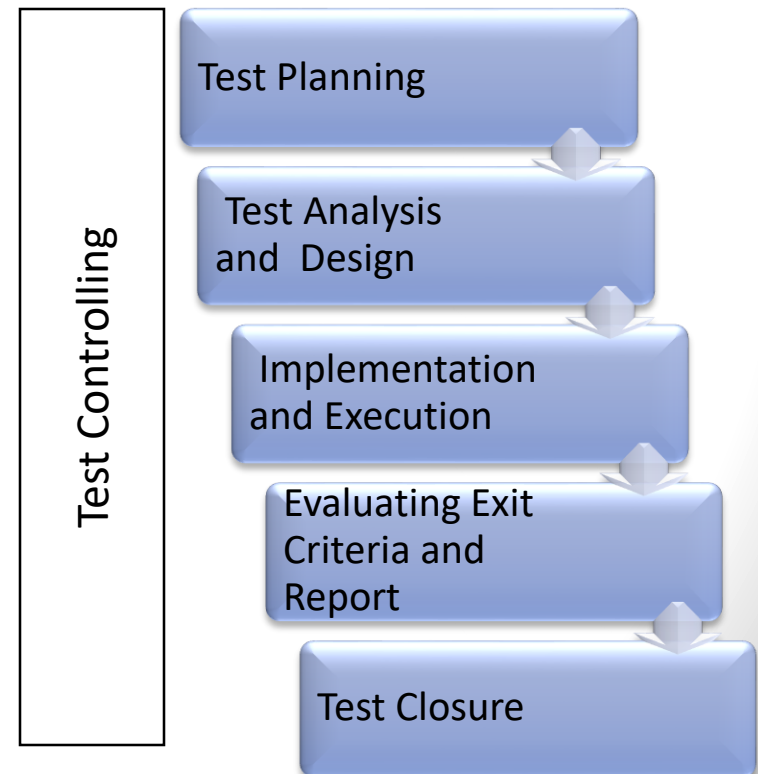 Test Controlling
Test Planning
Test Analysis
and Design
Implementation
and Execution
Evaluating Exit
Criteria and
Report
Test Closure